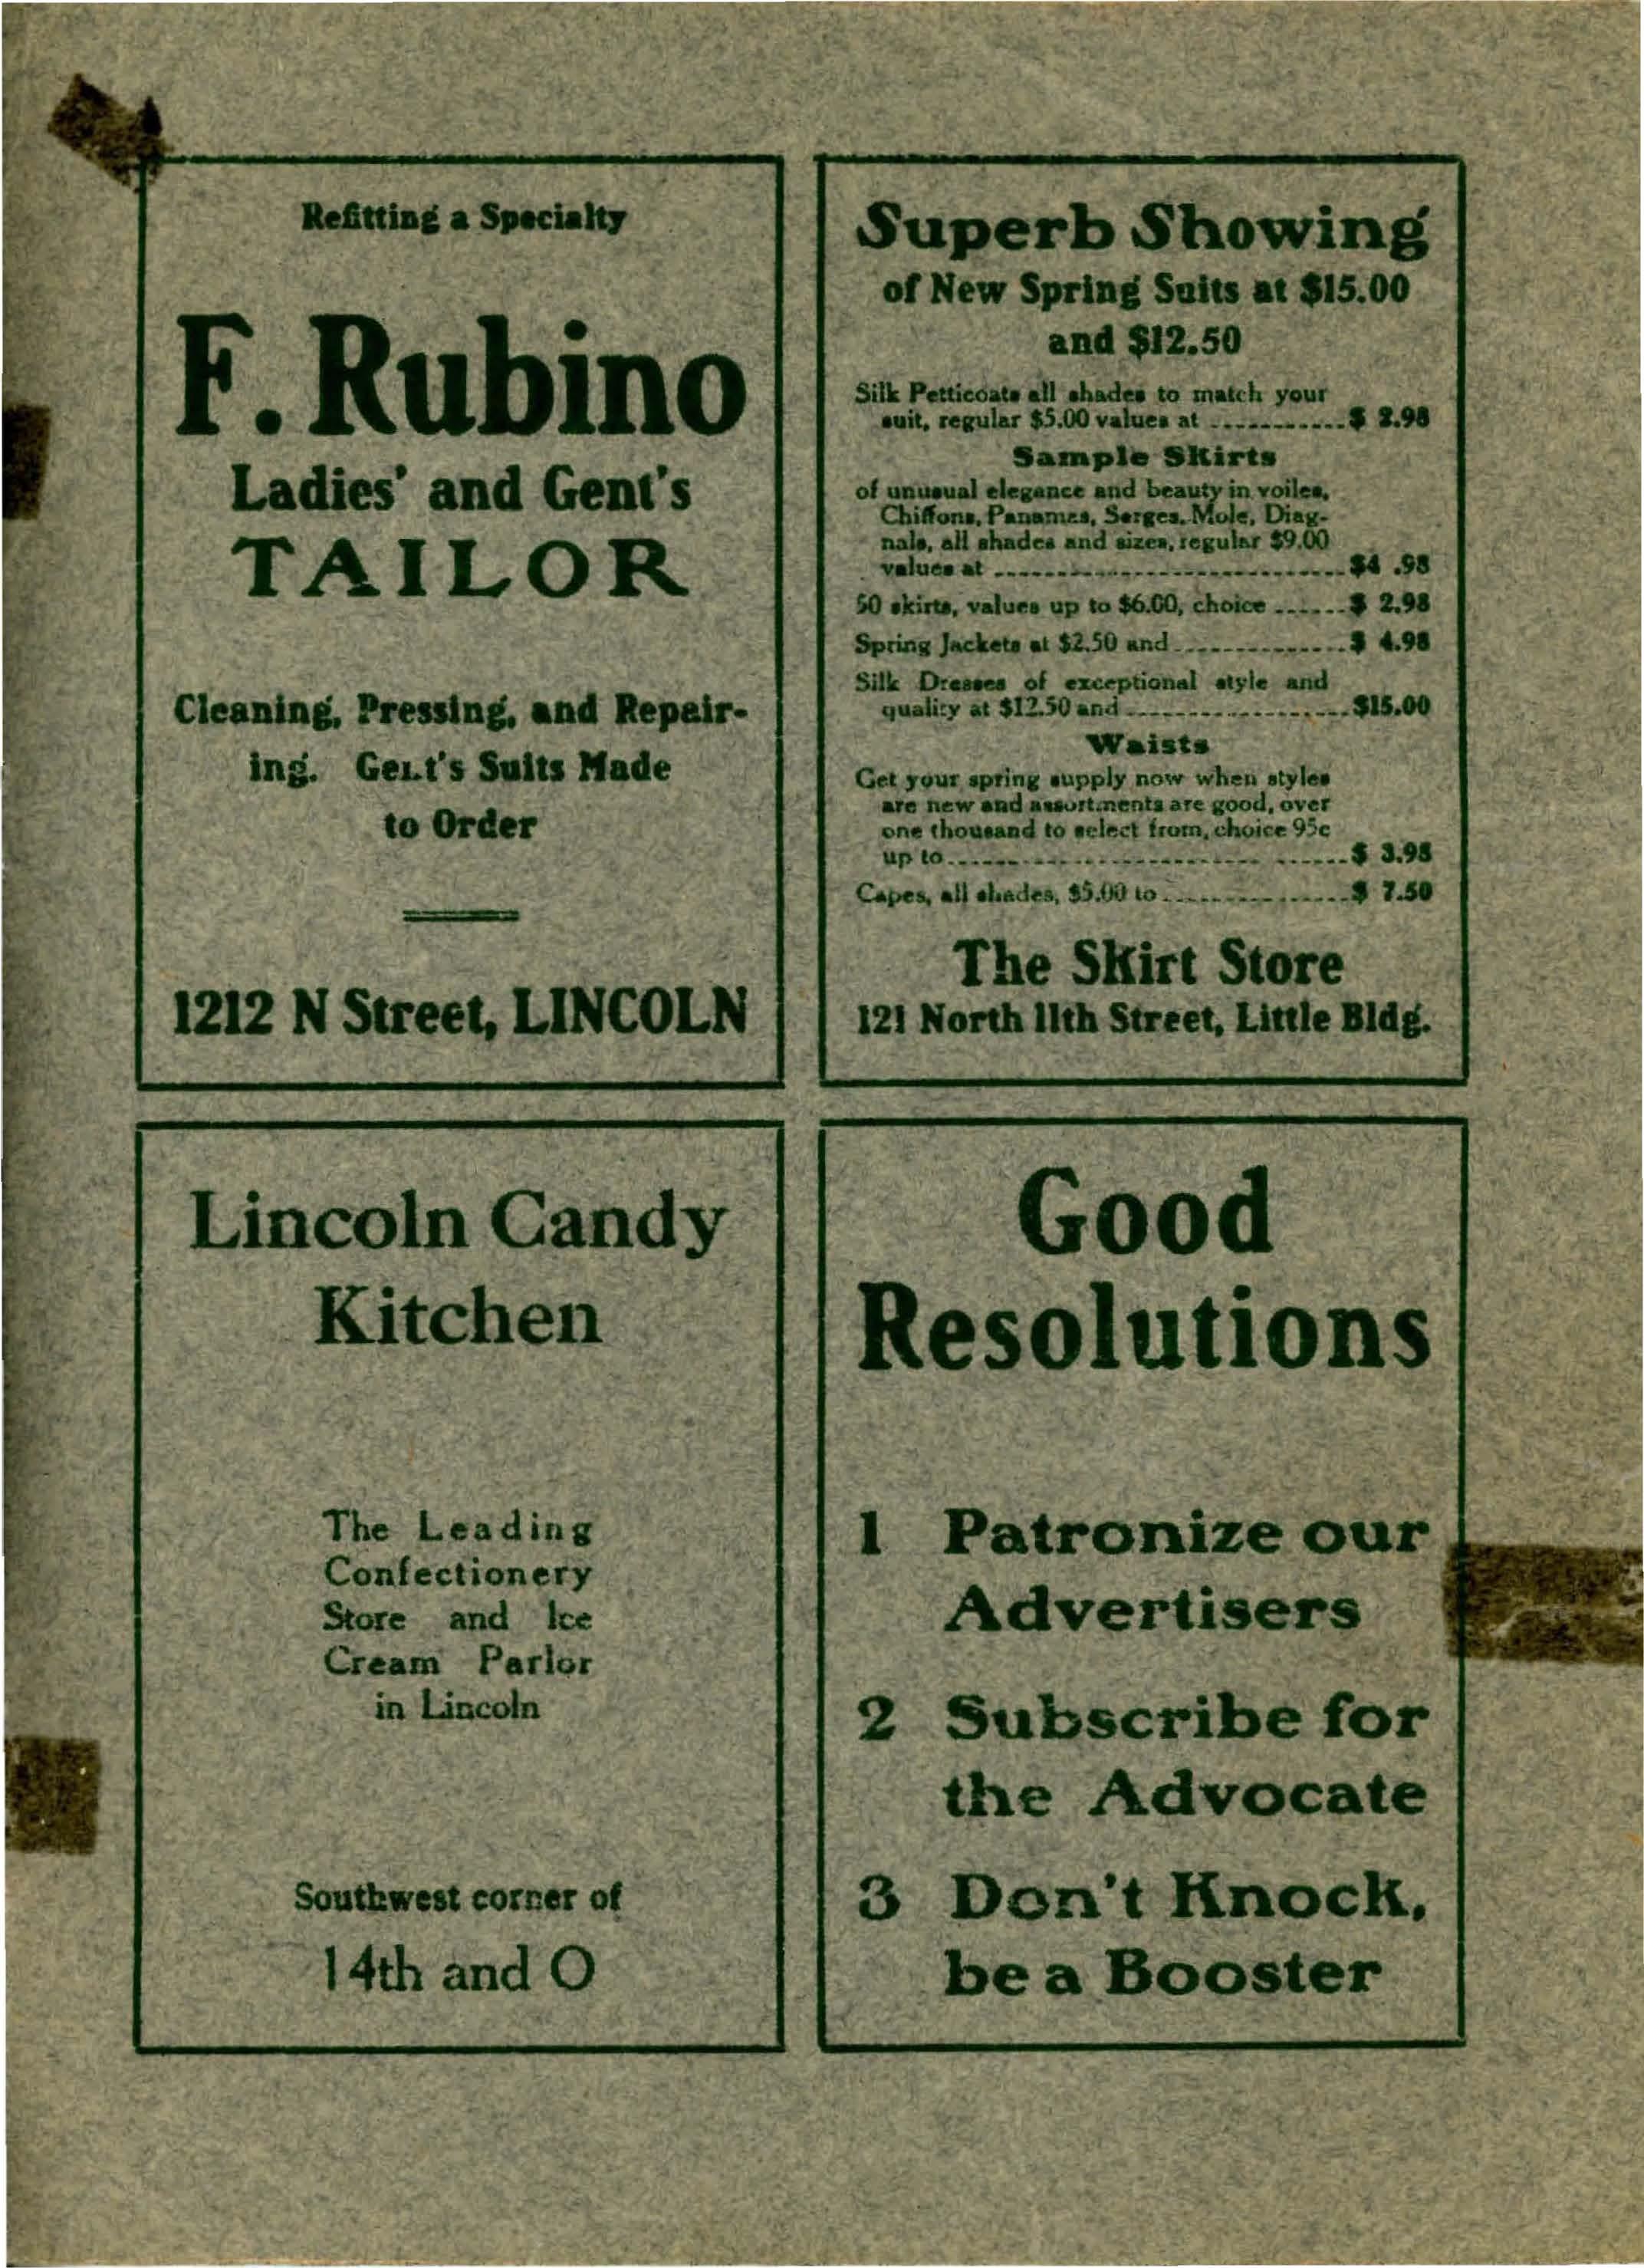 Refitting a Specialty
F. Rubino
Ladies' and Gent's
TAILOR
Cleaning, Pressing, and Repair-
ing. Gent's Suits Made
to Order
1212 N Street, LINCOLN
Superb Showing
of New Spring Suits at $15.00
and $12.50
Silk Petticoats all shades to match your
suit, regular $5.00 values at ------------$ 2.98
Sample Skirts
of unusual elegance and beauty in voiles,
Chiffons, Panamas, Serges, Mole, Diag-
nals, all shades and sizes, regular $9.00
values at ------------------------------$4 .98
50 skirts, values up to $6.00, choice ------$ 2.98
Spring Jackets at $2.50 and ---------------$ 4.98
Silk Dresses of exceptional style and
quality at $12.50 and -------------------$15.00
Waists
Get your spring supply now when styles
are new and assortments are good, over
one thousand to select from, choice 95c
up to---------------------------- ------$ 3.98
Capes, all shades, $5.00 to ----------------$ 7.50
The Skirt Store
121 North 11th Street, Little Bldg.
Lincoln Candy
Kitchen
The Leading
Confectionery
Store and Ice
Cream Parlor
in Lincoln
Southwest corner of
14th and O
Good
Resolutions
1 Patronize our
Advertisers
2 Subscribe for
the Advocate
3 Don't Knock,
be a Booster